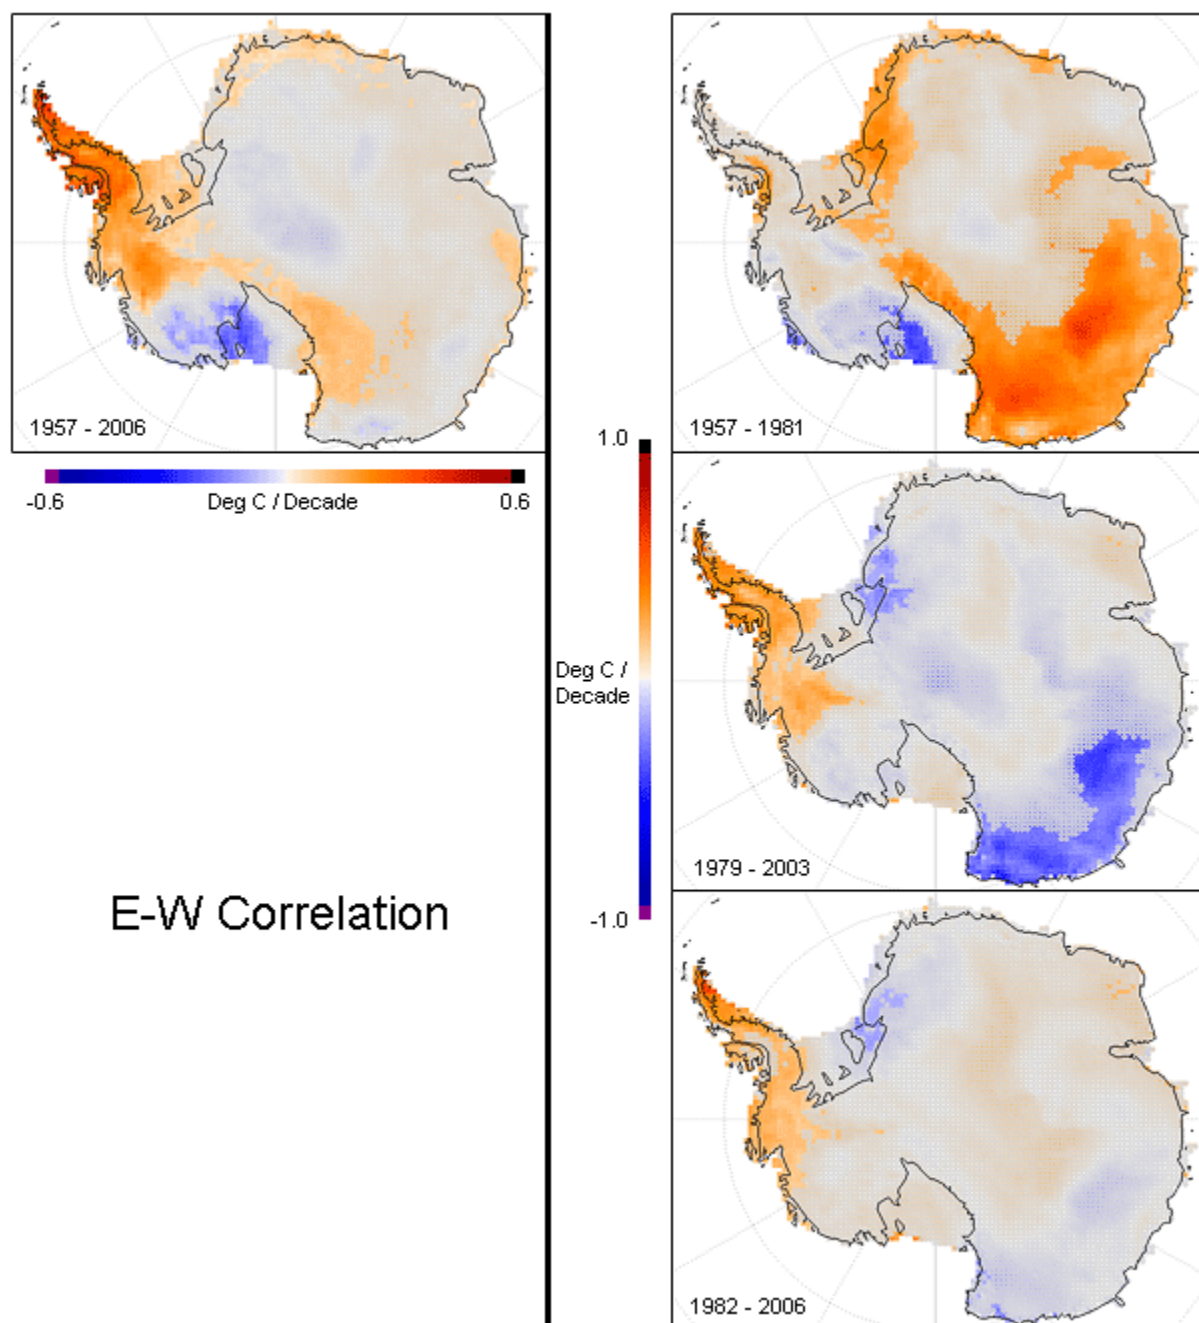 1957 - 2006
-0.6
Deg C / Decade
0.6
E-W Correlation
1.0
Deg C /
Decade
-1.0
1957 - 1981
1979 - 2003
1982 - 2006